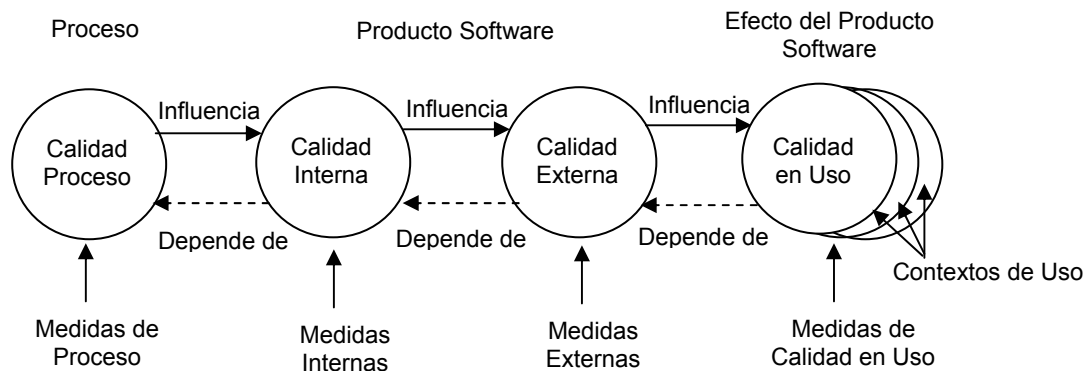 Proceso
Producto Software
Efecto del Producto
Software
Influencia
Influencia
Influencia
Calidad
Proceso
Calidad
Interna
Calidad
Externa
Calidad
en Uso
Depende de
Depende de
Depende de
Contextos de Uso
Medidas de
Proceso
Medidas
Internas
Medidas
Externas
Medidas de
Calidad en Uso